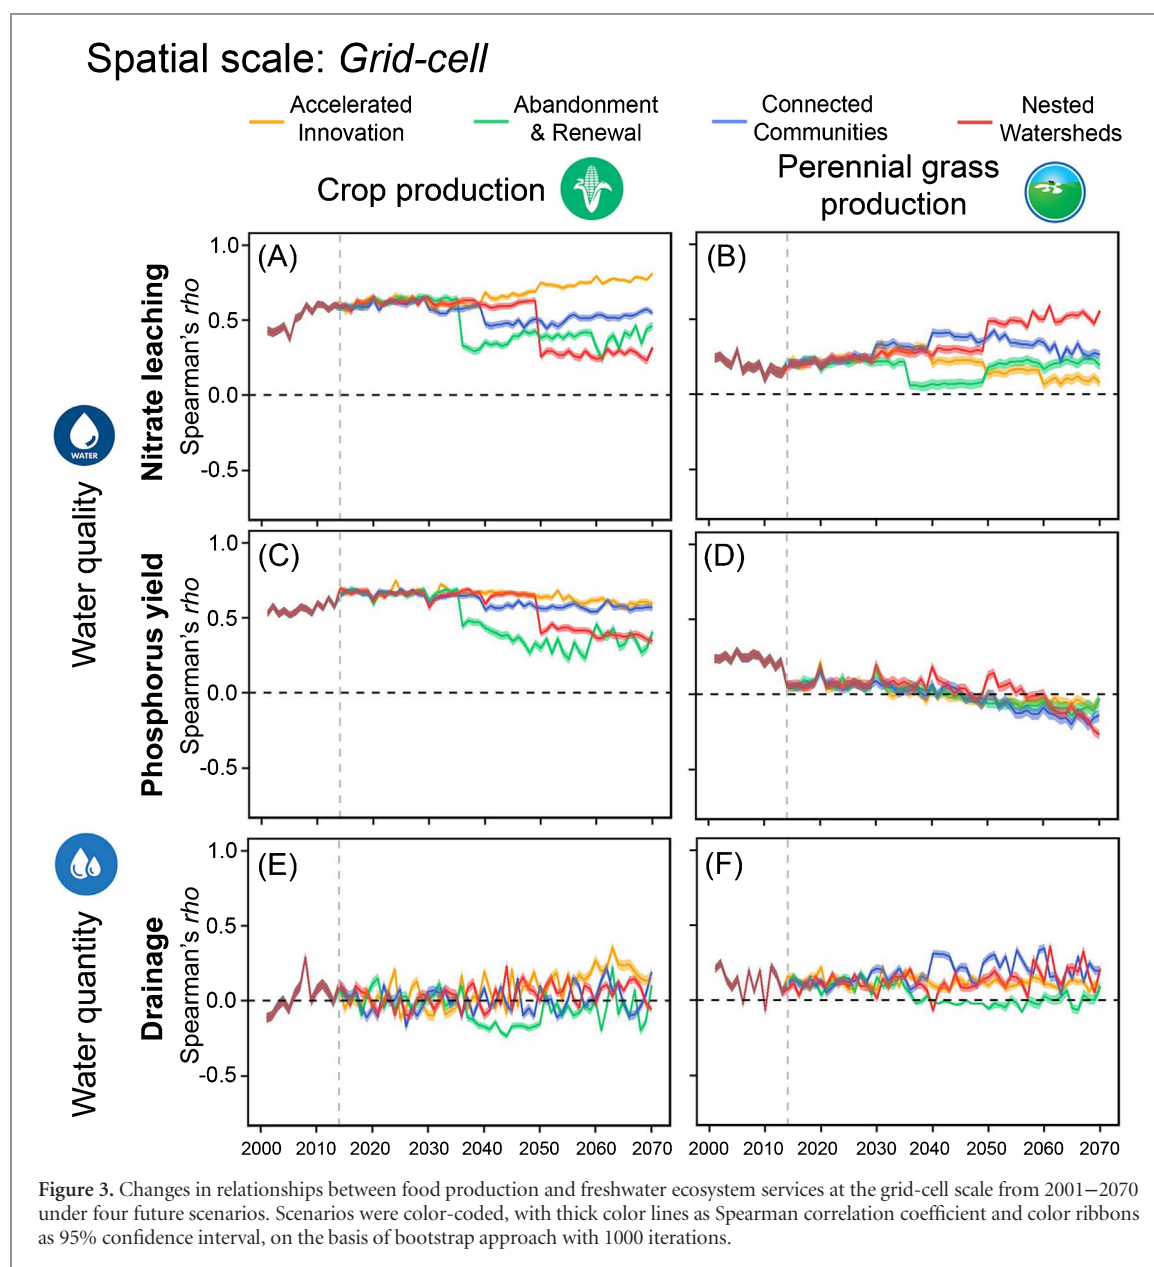 Spatial scale: Grid-cell
Accelerated Innovation
Abandonment & Renewal
Connected Communities
Nested Watersheds
Crop production
Perennial grass production
Water quality
WATER
Nitrate leaching
Spearman's rho
1.0
0.5
0.0
-0.5
(A)
(B)
Phosphorus yield
Spearman's rho
1.0
0.5
0.0
-0.5
(C)
(D)
Water quantity
Drainage
Spearman's rho
1.0
0.5
0.0
-0.5
(E)
(F)
2000 2010 2020 2030 2040 2050 2060 2070
2000 2010 2020 2030 2040 2050 2060 2070
Figure 3. Changes in relationships between food production and freshwater ecosystem services at the grid-cell scale from 2001−2070
under four future scenarios. Scenarios were color-coded, with thick color lines as Spearman correlation coefficient and color ribbons
as 95% confidence interval, on the basis of bootstrap approach with 1000 iterations.